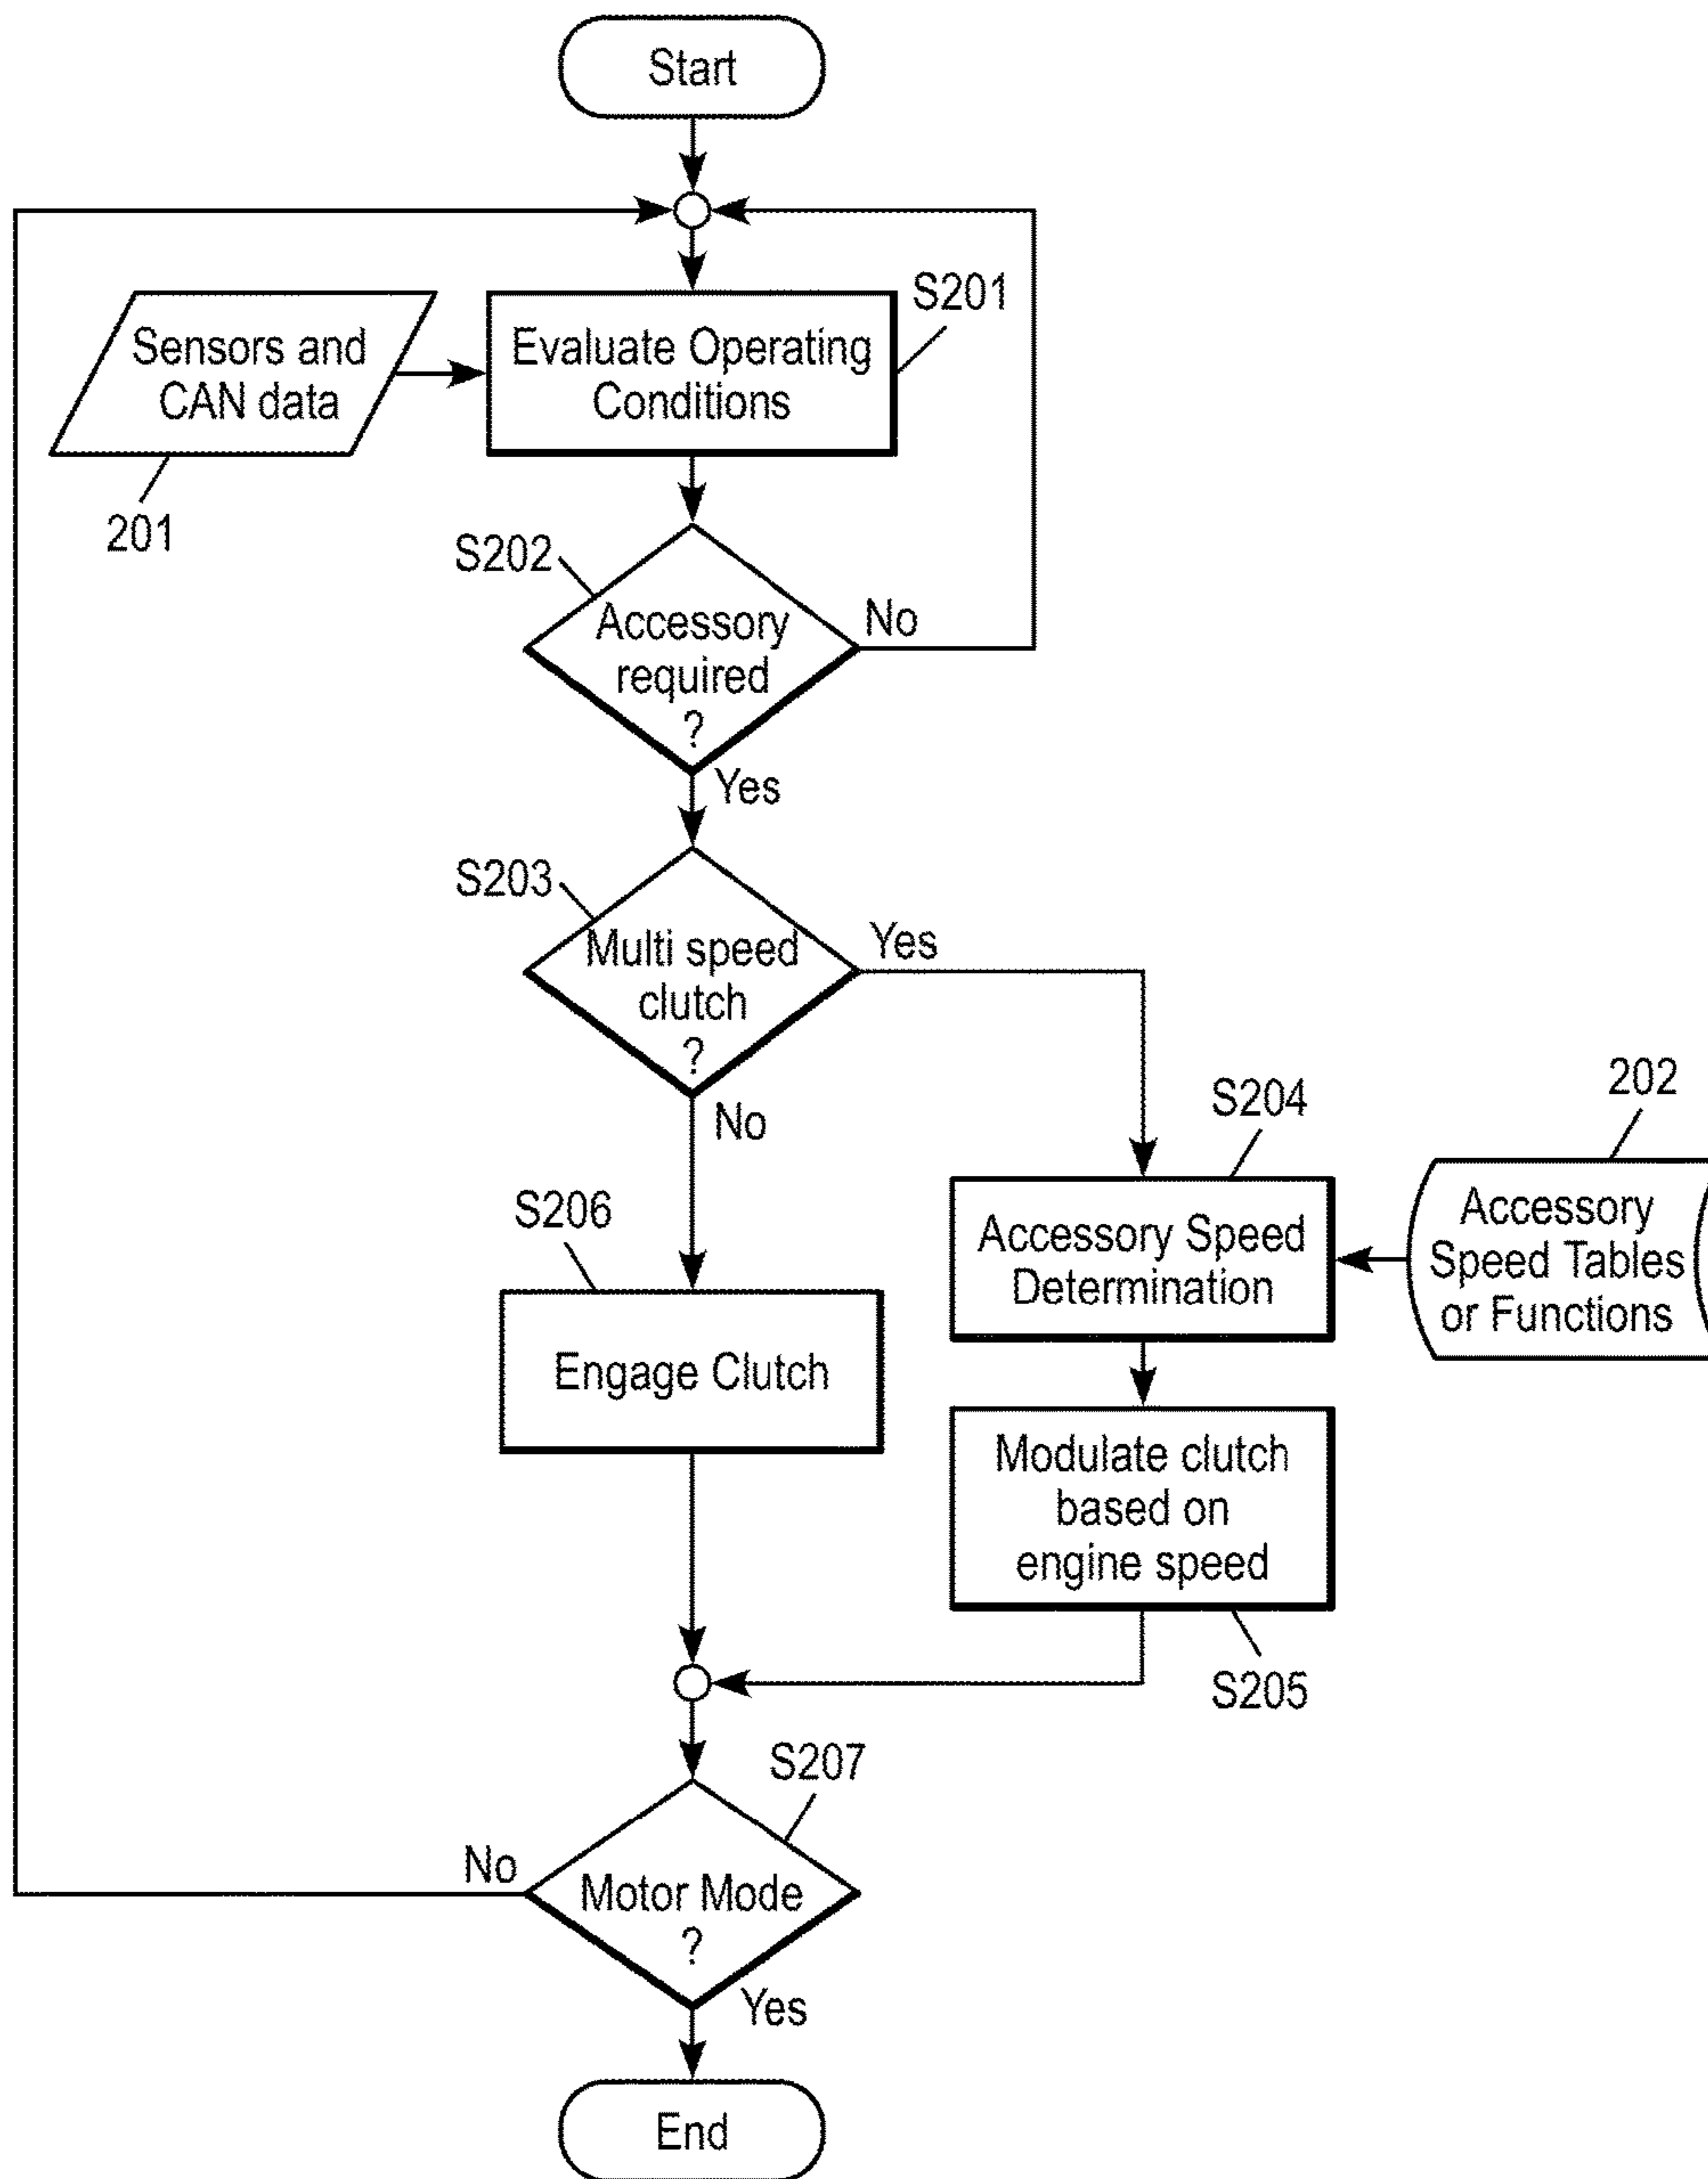 Start
Sensors and
CAN data
201
Evaluate Operating
Conditions
S201
S202
Accessory
required
?
No
Yes
S203
Multi speed
clutch
?
Yes
No
S204
202
Accessory Speed
Determination
Accessory
Speed Tables
or Functions
S206
Engage Clutch
Modulate clutch
based on
engine speed
S205
S207
Motor Mode
?
No
Yes
End